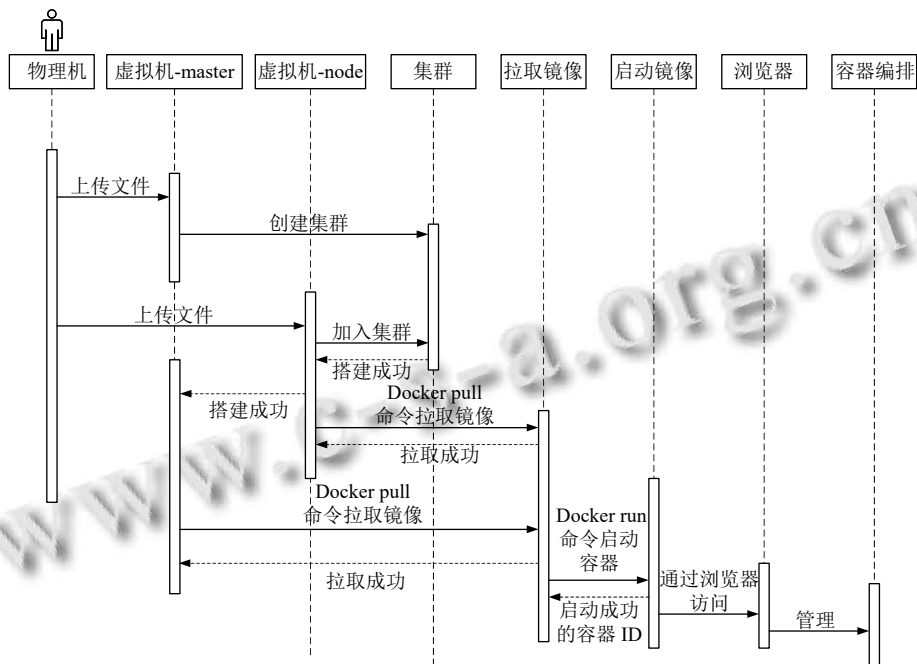 物理机
虚拟机-master
虚拟机-node
集群
拉取镜像
启动镜像
浏览器
容器编排
上传文件
创建集群
上传文件
加入集群
搭建成功
搭建成功
Docker pull
命令拉取镜像
拉取成功
Docker pull
命令拉取镜像
拉取成功
Docker run
命令启动
容器
启动成功
的容器 ID
通过浏览器
访问
管理
www.c-s-a.org.cn